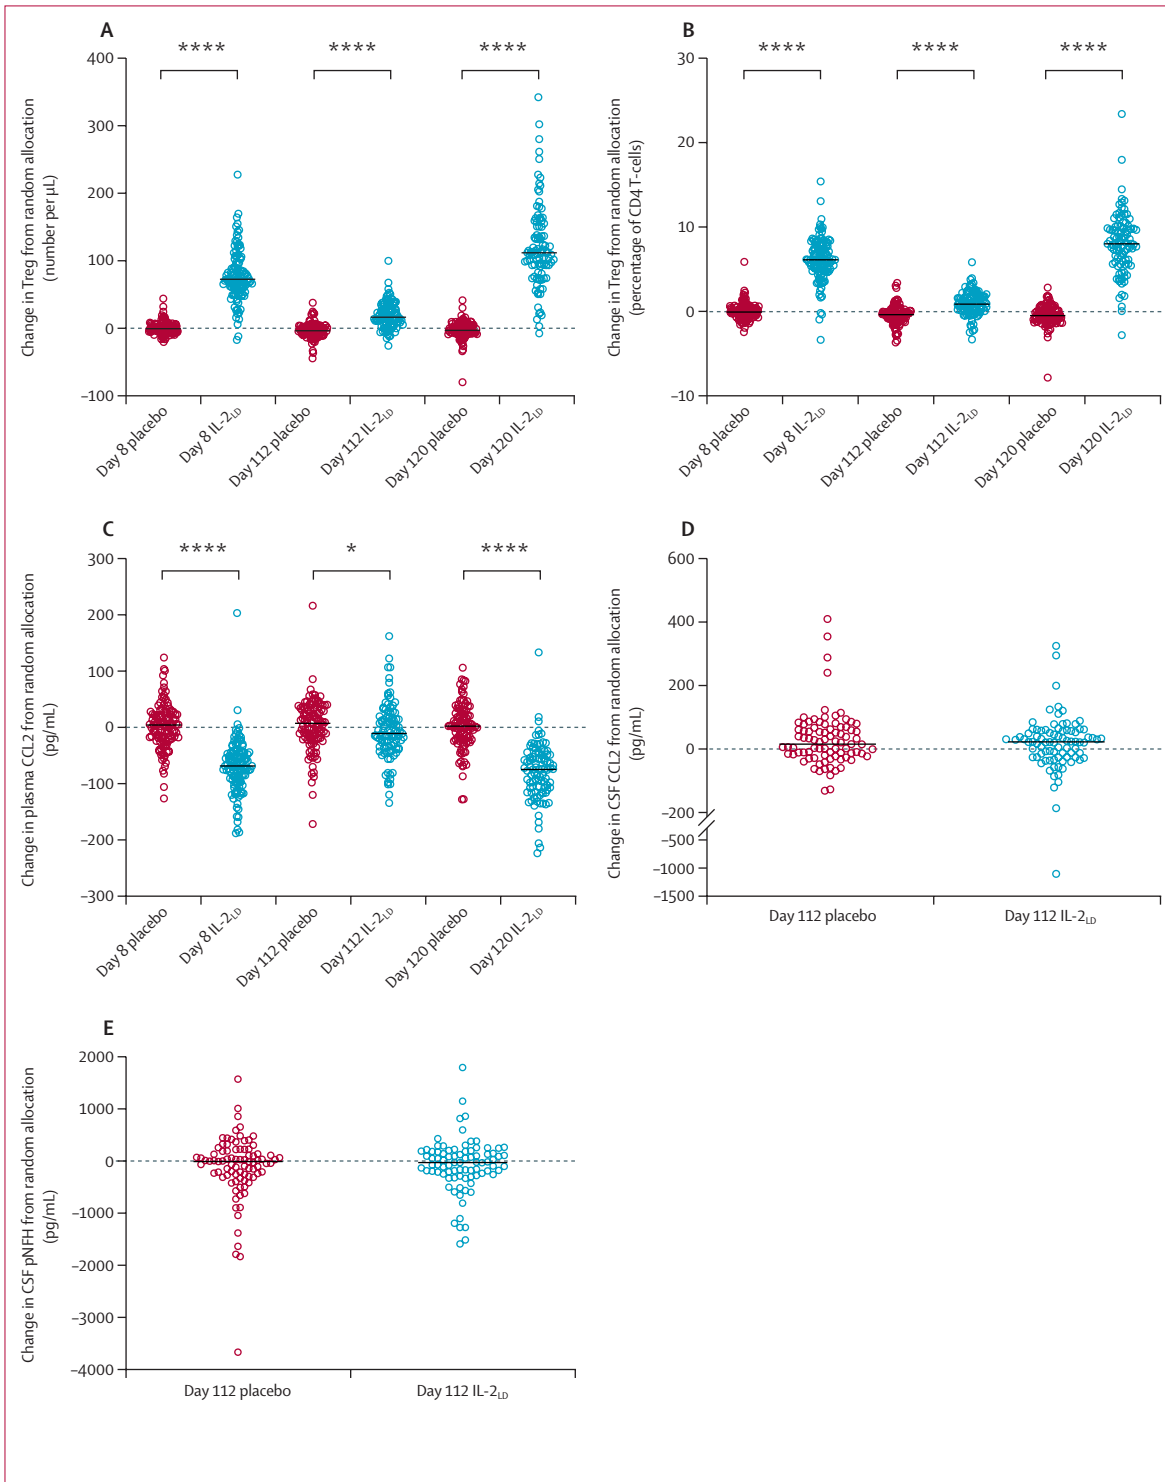 A
**** **** ****
Change in Treg from random allocation
(number per μL)
400
300
200
100
0
–100
Day 8 placebo
Day 8 IL-2LD
Day 112 placebo
Day 112 IL-2LD
Day 120 placebo
Day 120 IL-2LD
B
**** **** ****
Change in Treg from random allocation
(percentage of CD4 T-cells)
30
20
10
0
–10
Day 8 placebo
Day 8 IL-2LD
Day 112 placebo
Day 112 IL-2LD
Day 120 placebo
Day 120 IL-2LD
C
**** * ****
Change in plasma CCL2 from random allocation
(pg/mL)
300
200
100
0
–100
–200
–300
Day 8 placebo
Day 8 IL-2LD
Day 112 placebo
Day 112 IL-2LD
Day 120 placebo
Day 120 IL-2LD
D
Change in CSF CCL2 from random allocation
(pg/mL)
600
400
200
0
–200
–500
–1000
–1500
Day 112 placebo
Day 112 IL-2LD
E
Change in CSF pNFH from random allocation
(pg/mL)
2000
1000
0
–1000
–2000
–3000
–4000
Day 112 placebo
Day 112 IL-2LD